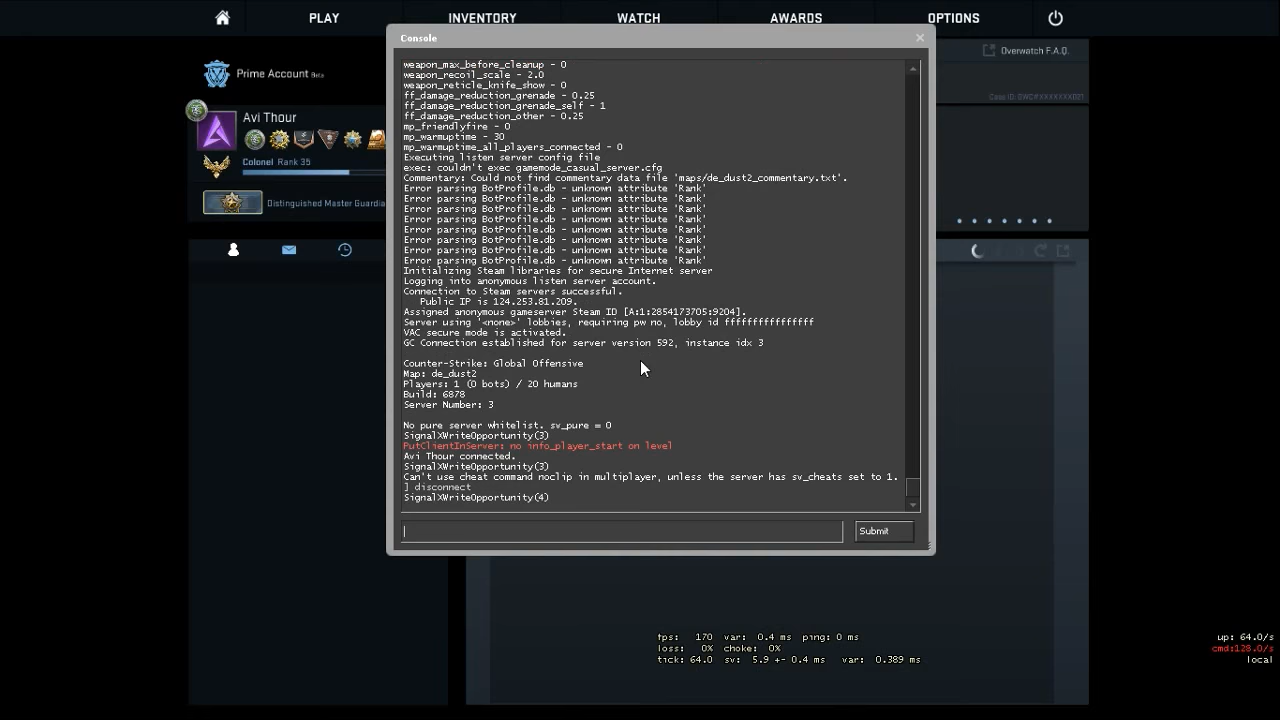 PLAY
INVENTORY
WATCH
AWARDS
OPTIONS
Console
Overwatch F.A.Q.
Prime Account Beta
Avi Thour
Colonel Rank 35
Distinguished Master Guardia
weapon_max_before_cleanup - 0
weapon_recoil_scale - 2.0
weapon_reticle_knife_show - 0
ff_damage_reduction_grenade - 0.25
ff_damage_reduction_grenade_self - 1
ff_damage_reduction_other - 0.25
mp_friendlyfire - 0
mp_warmuptime - 30
mp_warmuptime_all_players_connected - 0
Executing listen server config file
exec: couldn't exec gamemode_casual_server.cfg
Commentary: Could not find commentary data file 'maps/de_dust2_commentary.txt'.
Error parsing BotProfile.db - unknown attribute 'Rank'
Error parsing BotProfile.db - unknown attribute 'Rank'
Error parsing BotProfile.db - unknown attribute 'Rank'
Error parsing BotProfile.db - unknown attribute 'Rank'
Error parsing BotProfile.db - unknown attribute 'Rank'
Error parsing BotProfile.db - unknown attribute 'Rank'
Error parsing BotProfile.db - unknown attribute 'Rank'
Error parsing BotProfile.db - unknown attribute 'Rank'
Initializing Steam libraries for secure Internet server
Logging into anonymous listen server account.
Connection to Steam servers successful.
Public IP is 124.253.81.209.
Assigned anonymous gameserver Steam ID [A:1:2854173705:9204].
Server using '<none>' lobbies, requiring pw no, lobby id ffffffffffffffff
VAC secure mode is activated.
GC Connection established for server version 592, instance idx 3
Counter-Strike: Global Offensive
Map: de_dust2
Players: 1 (0 bots) / 20 humans
Build: 6878
Server Number: 3
No pure server whitelist. sv_pure = 0
SignalXWriteOpportunity(3)
PutClientInServer: no info_player_start on level
Avi Thour connected.
SignalXWriteOpportunity(3)
Can't use cheat command noclip in multiplayer, unless the server has sv_cheats set to 1.
] disconnect
SignalXWriteOpportunity(4)
Submit
fps: 170 var: 0.4 ms ping: 0 ms
loss: 0% choke: 0%
tick: 64.0 sv: 5.9 +- 0.4 ms var: 0.389 ms
up: 64.0/s
cmd:128.0/s
local